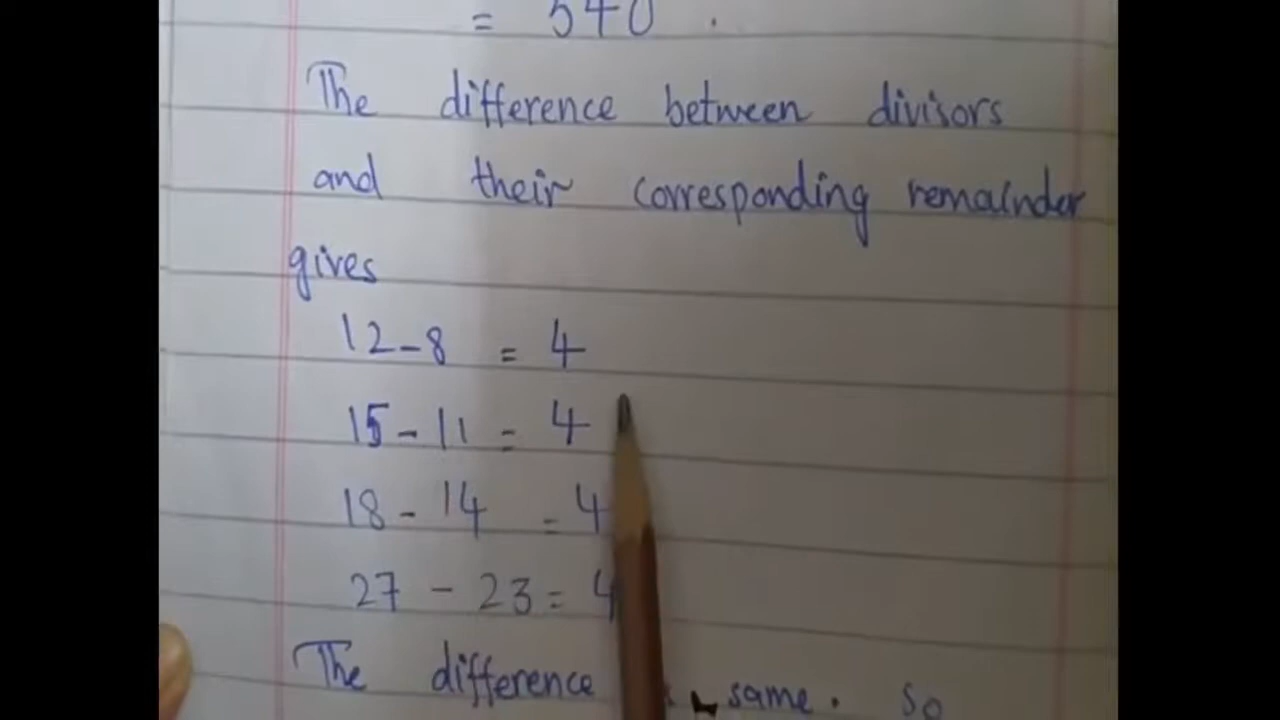 = 540 .
The difference between divisors
and their corresponding remainder
gives
12 - 8 = 4
15 - 11 = 4
18 - 14 = 4
27 - 23 = 4
The difference same. So